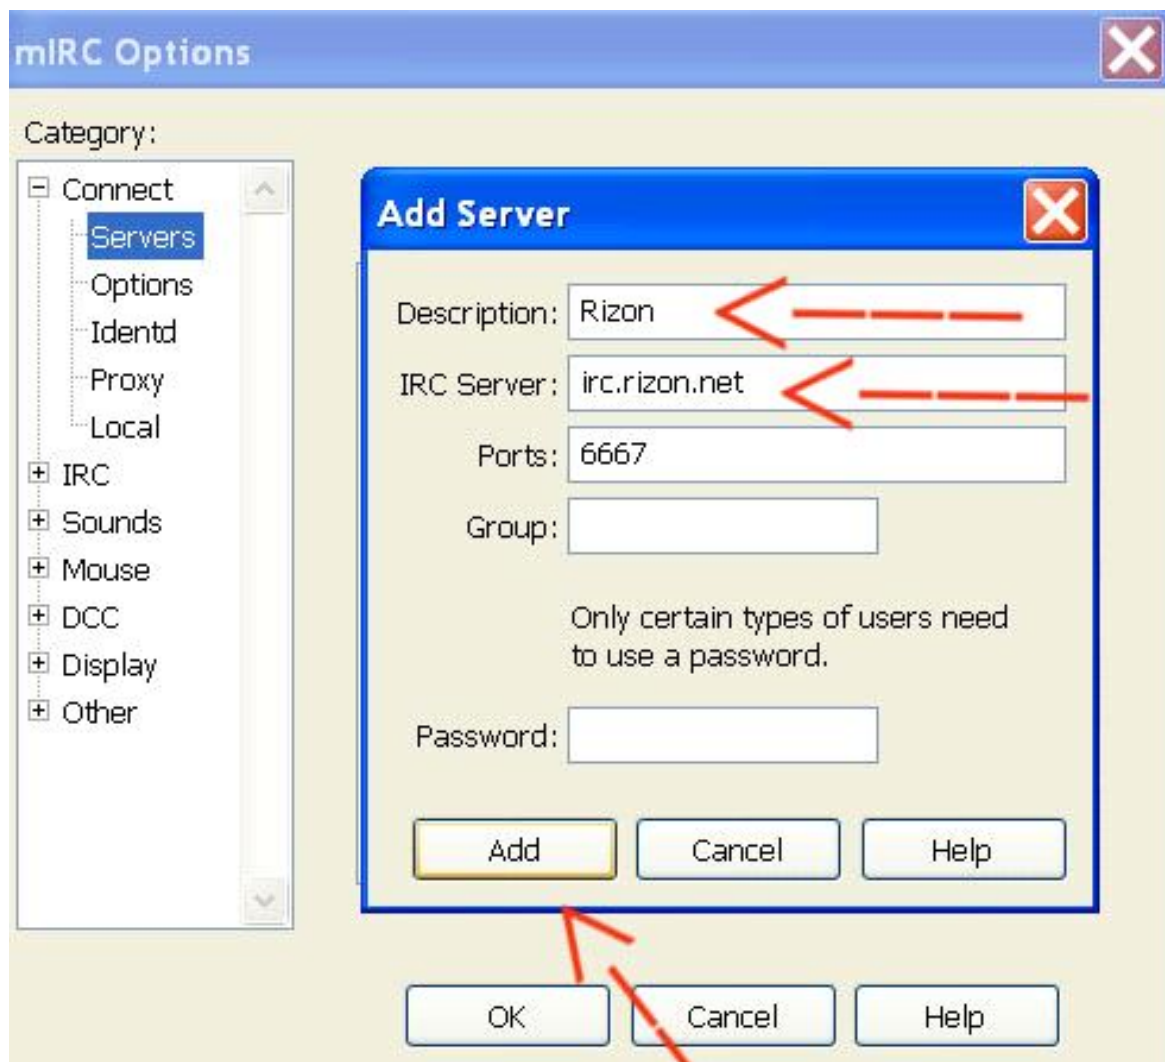 mIRC Options
Category:
Connect
Servers
Options
Identd
Proxy
Local
IRC
Sounds
Mouse
DCC
Display
Other
Add Server
Description: Rizon
IRC Server: irc.rizon.net
Ports: 6667
Group:
Only certain types of users need
to use a password.
Password:
Add Cancel Help
OK Cancel Help